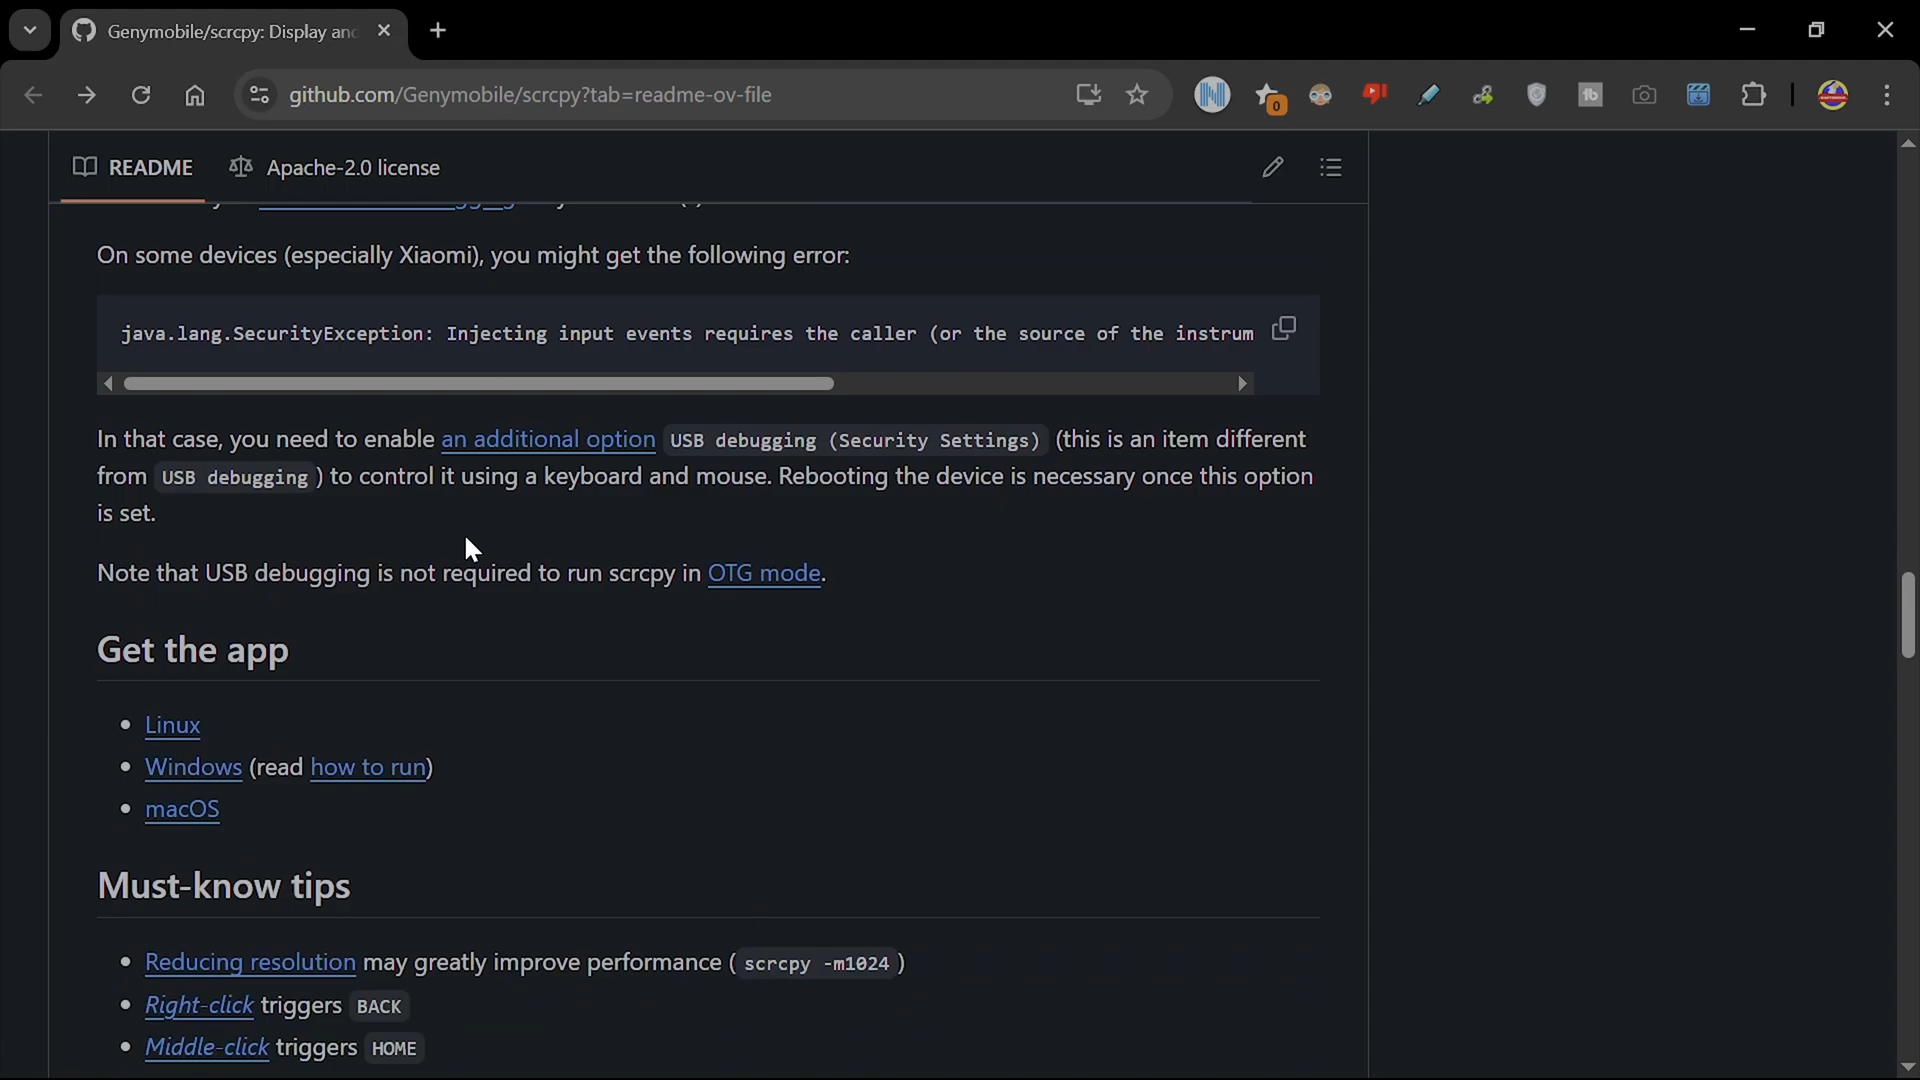 Genymobile/scrcpy: Display and
github.com/Genymobile/scrcpy?tab=readme-ov-file
0
README
Apache-2.0 license
On some devices (especially Xiaomi), you might get the following error:
java.lang.SecurityException: Injecting input events requires the caller (or the source of the instrum
In that case, you need to enable an additional option USB debugging (Security Settings) (this is an item different
from USB debugging ) to control it using a keyboard and mouse. Rebooting the device is necessary once this option
is set.
Note that USB debugging is not required to run scrcpy in OTG mode.
Get the app
Linux
Windows (read how to run)
macOS
Must-know tips
Reducing resolution may greatly improve performance ( scrcpy -m1024 )
Right-click triggers BACK
Middle-click triggers HOME